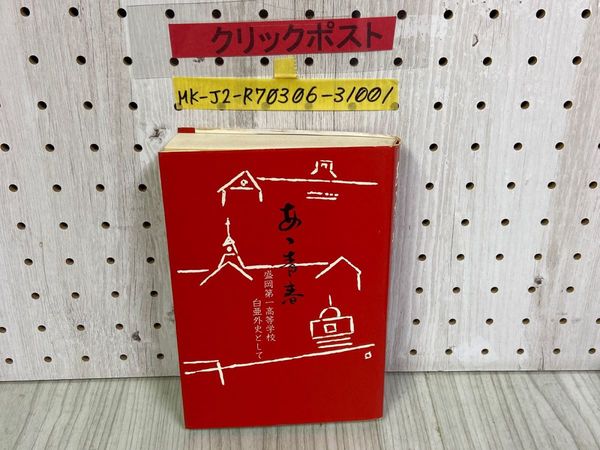 クリックポスト
MK-J2-R70306-31001
あゝ青春
盛岡第一高等学校
白亜外史として